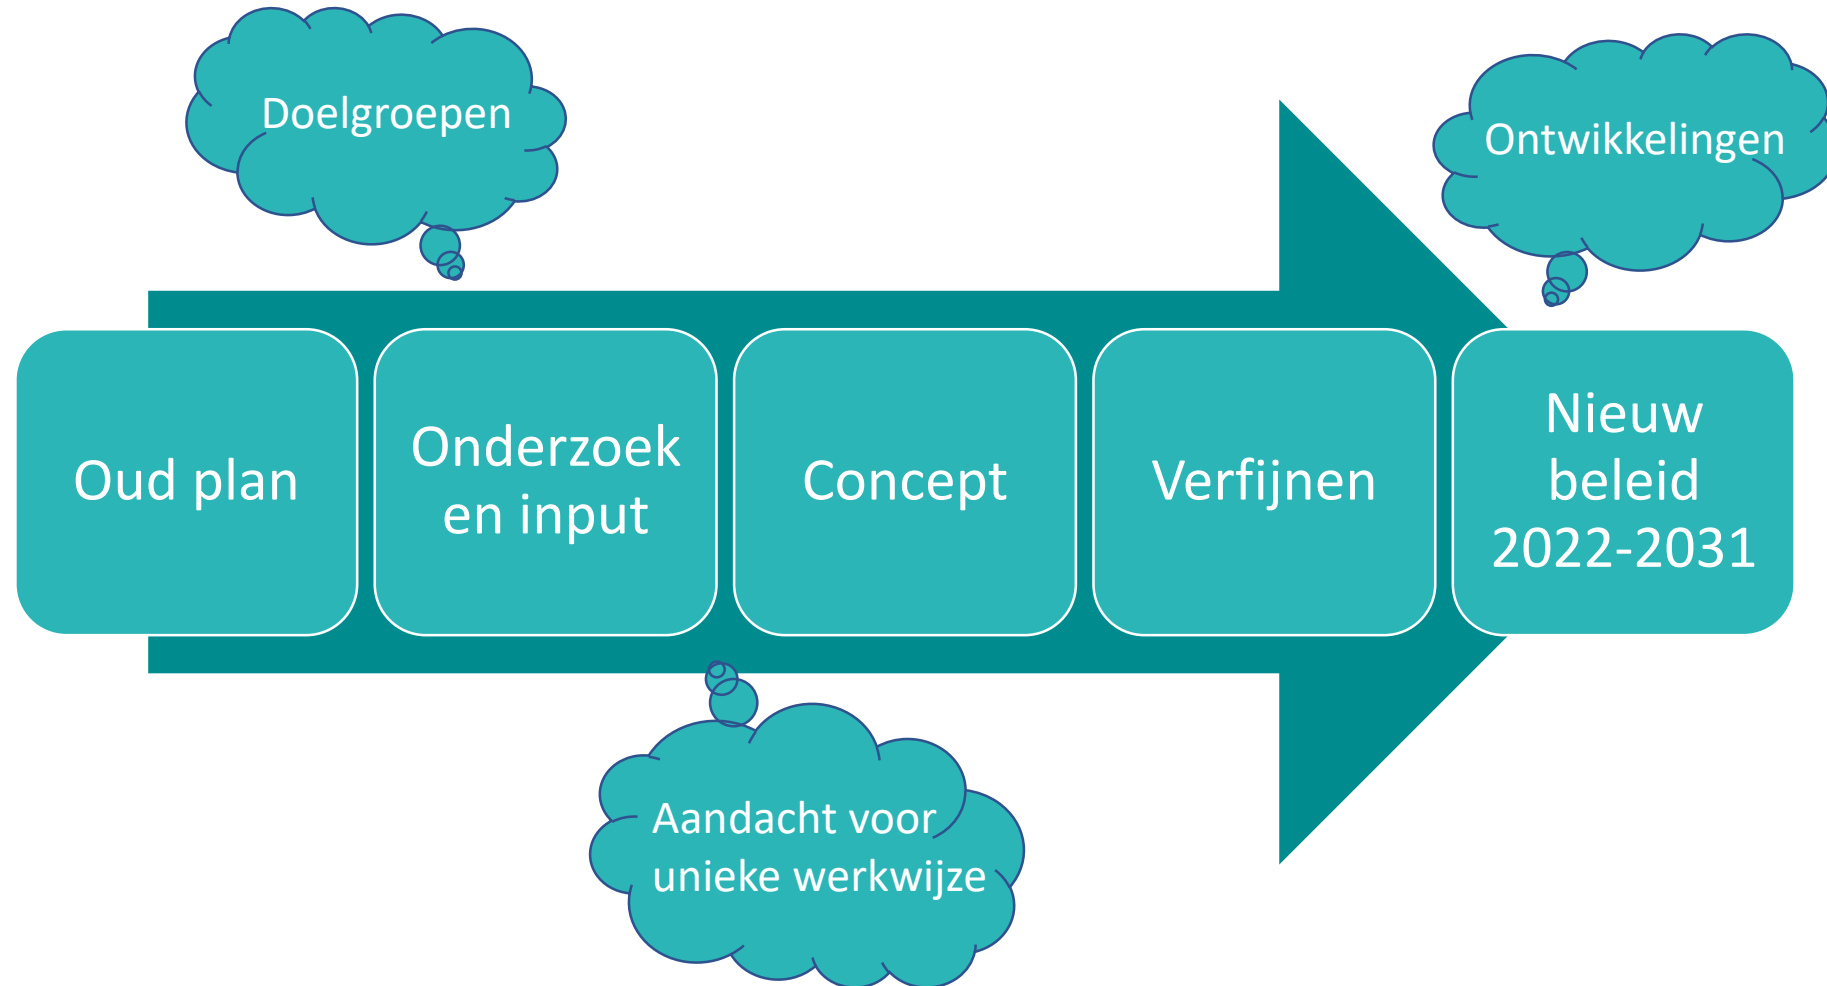 Doelgroepen
Ontwikkelingen
Oud plan
Onderzoek
en input
Concept
Verfijnen
Nieuw
beleid
2022-2031
Aandacht voor
unieke werkwijze